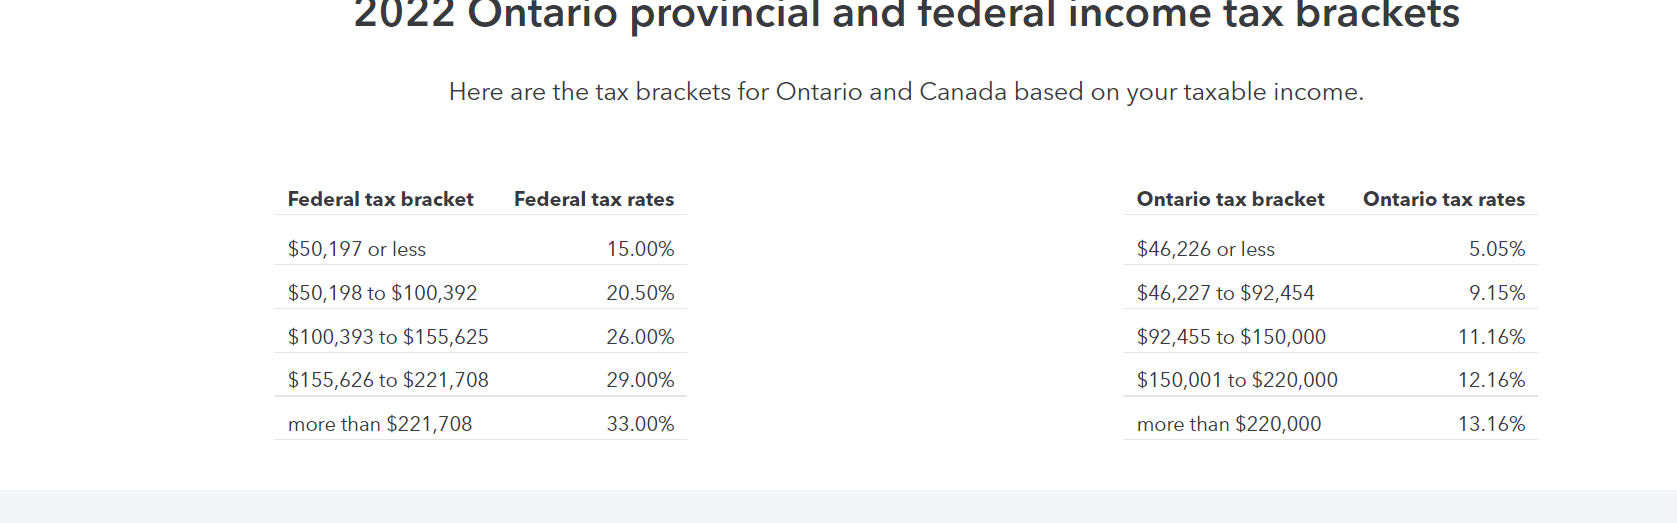 2022 Ontario provincial and federal income tax brackets
Here are the tax brackets for Ontario and Canada based on your taxable income.
Federal tax bracket Federal tax rates
$50,197 or less 15.00%
$50,198 to $100,392 20.50%
$100,393 to $155,625 26.00%
$155,626 to $221,708 29.00%
more than $221,708 33.00%
Ontario tax bracket Ontario tax rates
$46,226 or less 5.05%
$46,227 to $92,454 9.15%
$92,455 to $150,000 11.16%
$150,001 to $220,000 12.16%
more than $220,000 13.16%